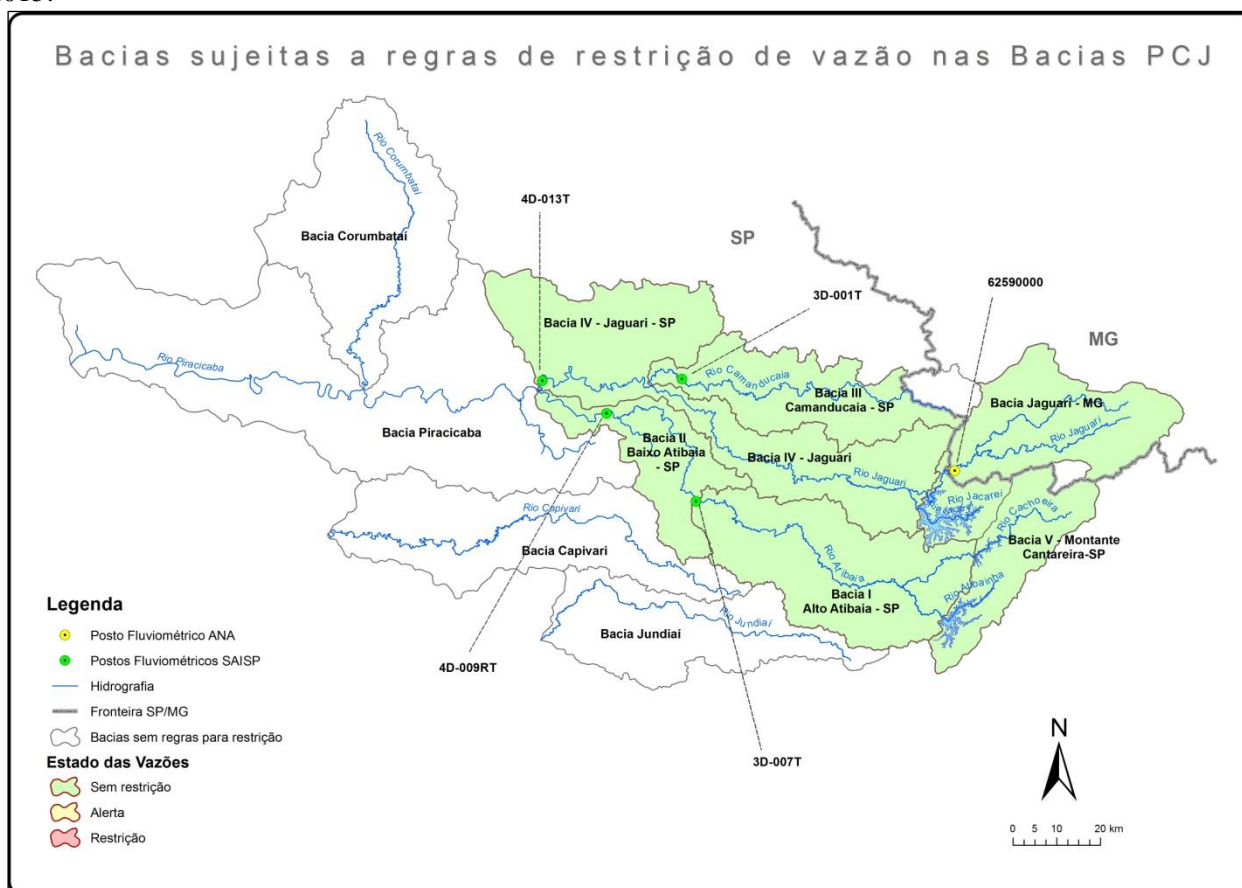 2015.
Bacias sujeitas a regras de restrição de vazão nas Bacias PCJ
Rio Corumbataí
4D-013T
SP
Bacia Corumbataí
3D-001T
62590000
Bacia IV - Jaguari - SP
MG
Rio Piracicaba
Rio Camanducaia
Bacia III
Camanducaia - SP
Bacia Jaguari - MG
Rio Jaguari
Bacia Piracicaba
Bacia II
Baixo Atibaia
- SP
Bacia IV - Jaguari
Rio Jaguari
Rio Jacareí
Rio Cachoeira
Rio Capivari
Bacia V - Montante
Cantareira-SP
Bacia Capivari
Rio Atibaia
Rio Atibainha
Bacia I
Alto Atibaia - SP
Rio Jundiaí
Bacia Jundiaí
4D-009RT
3D-007T
Legenda
Posto Fluviométrico ANA
Postos Fluviométricos SAISP
Hidrografia
Fronteira SP/MG
Bacias sem regras para restrição
Estado das Vazões
Sem restrição
Alerta
Restrição
N
0 5 10 20 km